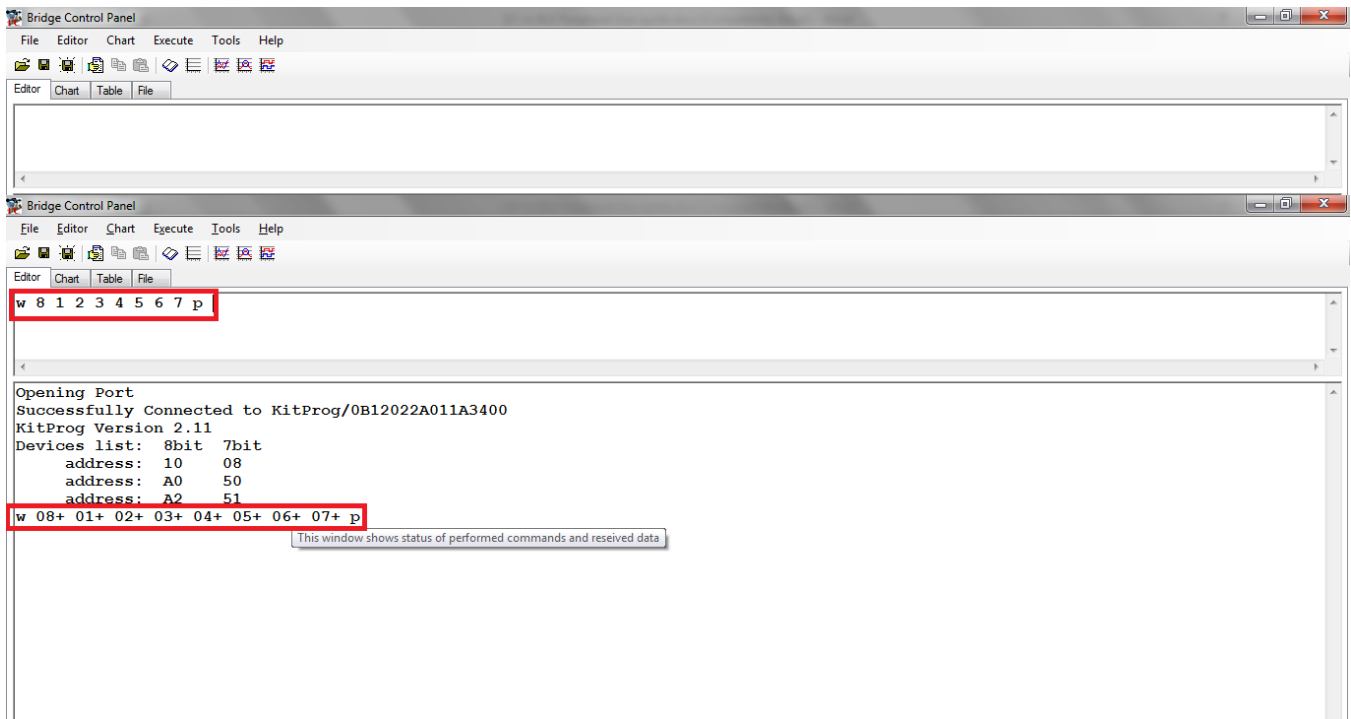 Bridge Control Panel
File Editor Chart Execute Tools Help
Editor Chart Table File
Bridge Control Panel
File Editor Chart Execute Tools Help
Editor Chart Table File
w 8 1 2 3 4 5 6 7 p
Opening Port
Successfully Connected to KitProg/0B12022A011A3400
KitProg Version 2.11
Devices list: 8bit 7bit
address: 10 08
address: A0 50
address: A2 51
w 08+ 01+ 02+ 03+ 04+ 05+ 06+ 07+ p
This window shows status of performed commands and reseived data